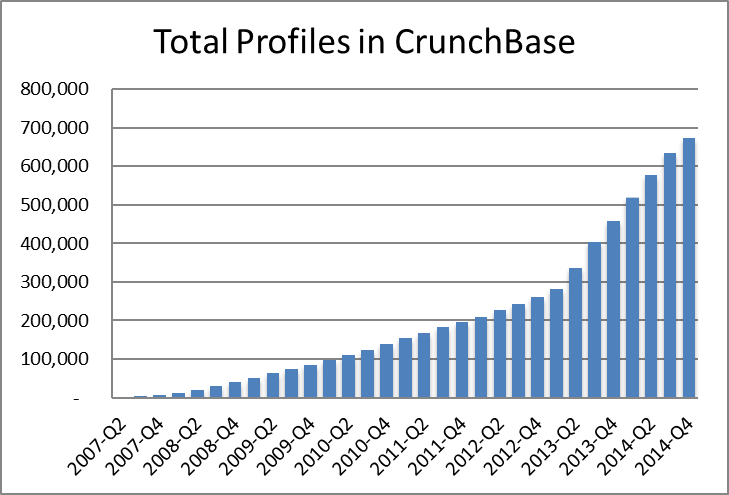 Total Profiles in CrunchBase
800,000
700,000
600,000
500,000
400,000
300,000
200,000
100,000
-
2007-Q2
2007-Q4
2008-Q2
2008-Q4
2009-Q2
2009-Q4
2010-Q2
2010-Q4
2011-Q2
2011-Q4
2012-Q2
2012-Q4
2013-Q2
2013-Q4
2014-Q2
2014-Q4